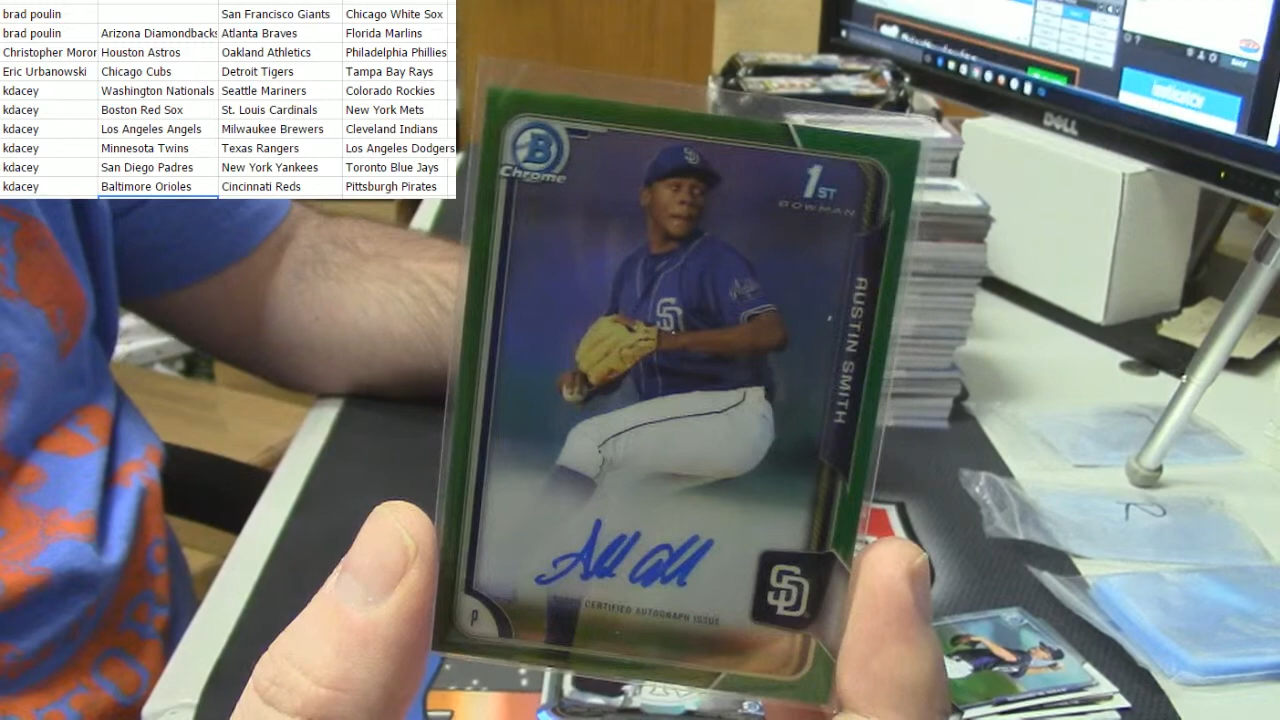 brad poulin San Francisco Giants Chicago White Sox
brad poulin Arizona Diamondbacks Atlanta Braves Florida Marlins
Christopher Moror Houston Astros Oakland Athletics Philadelphia Phillies
Eric Urbanowski Chicago Cubs Detroit Tigers Tampa Bay Rays
kdacey Washington Nationals Seattle Mariners Colorado Rockies
kdacey Boston Red Sox St. Louis Cardinals New York Mets
kdacey Los Angeles Angels Milwaukee Brewers Cleveland Indians
kdacey Minnesota Twins Texas Rangers Los Angeles Dodgers
kdacey San Diego Padres New York Yankees Toronto Blue Jays
kdacey Baltimore Orioles Cincinnati Reds Pittsburgh Pirates
B
Chrome
1ST
BOWMAN
SD
SD
AUSTIN SMITH
CERTIFIED AUTOGRAPH ISSUE
SD
P
DELL
R